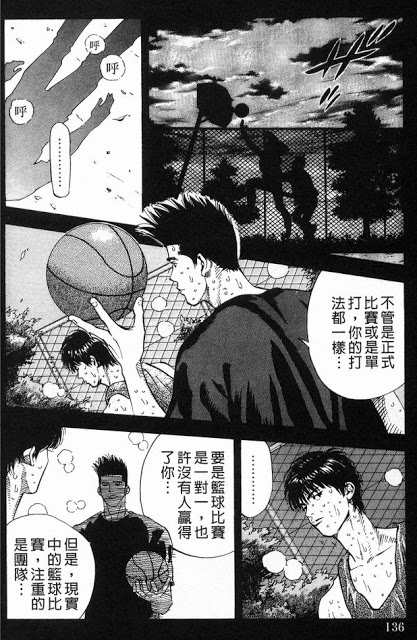 呼
呼
呼
………
不管是正式
比賽或是單
打，你的打
法都一樣…
………
要是籃球比賽
是一對一，也
許沒有人贏得
了你…
但是，現實
中的籃球比
賽，注重的
是團隊…
136